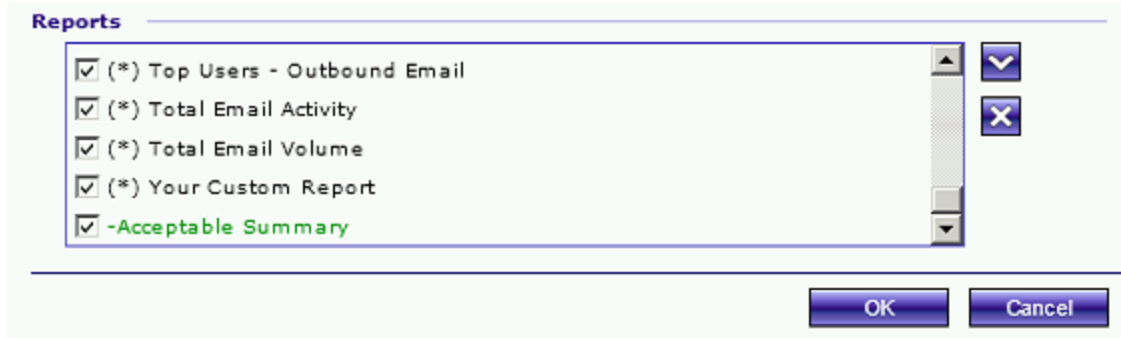 Reports
(*) Top Users - Outbound Email
(*) Total Email Activity
(*) Total Email Volume
(*) Your Custom Report
-Acceptable Summary
OK Cancel